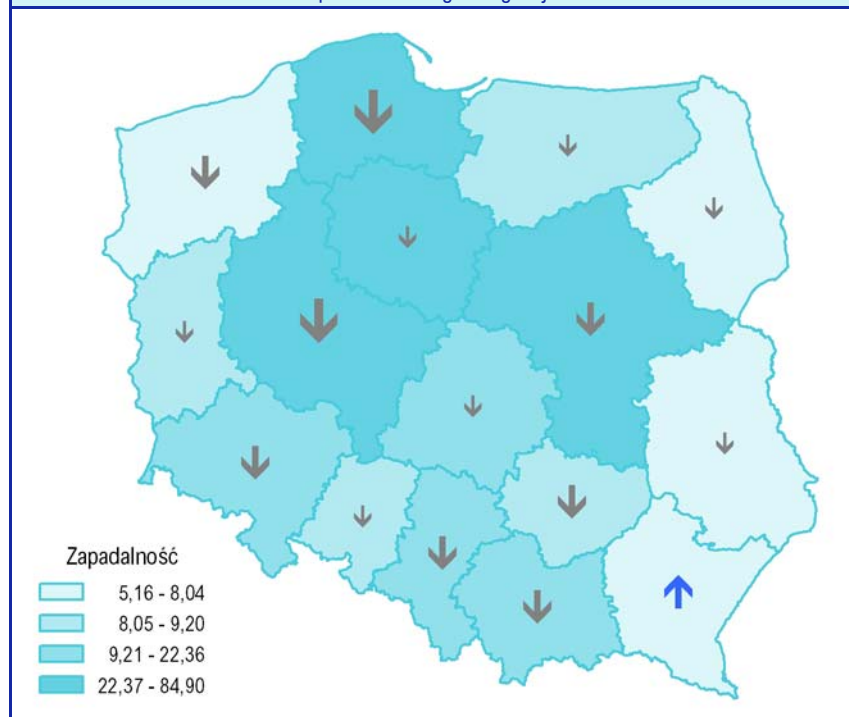 Zapadalność
5,16 - 8,04
8,05 - 9,20
9,21 - 22,36
22,37 - 84,90